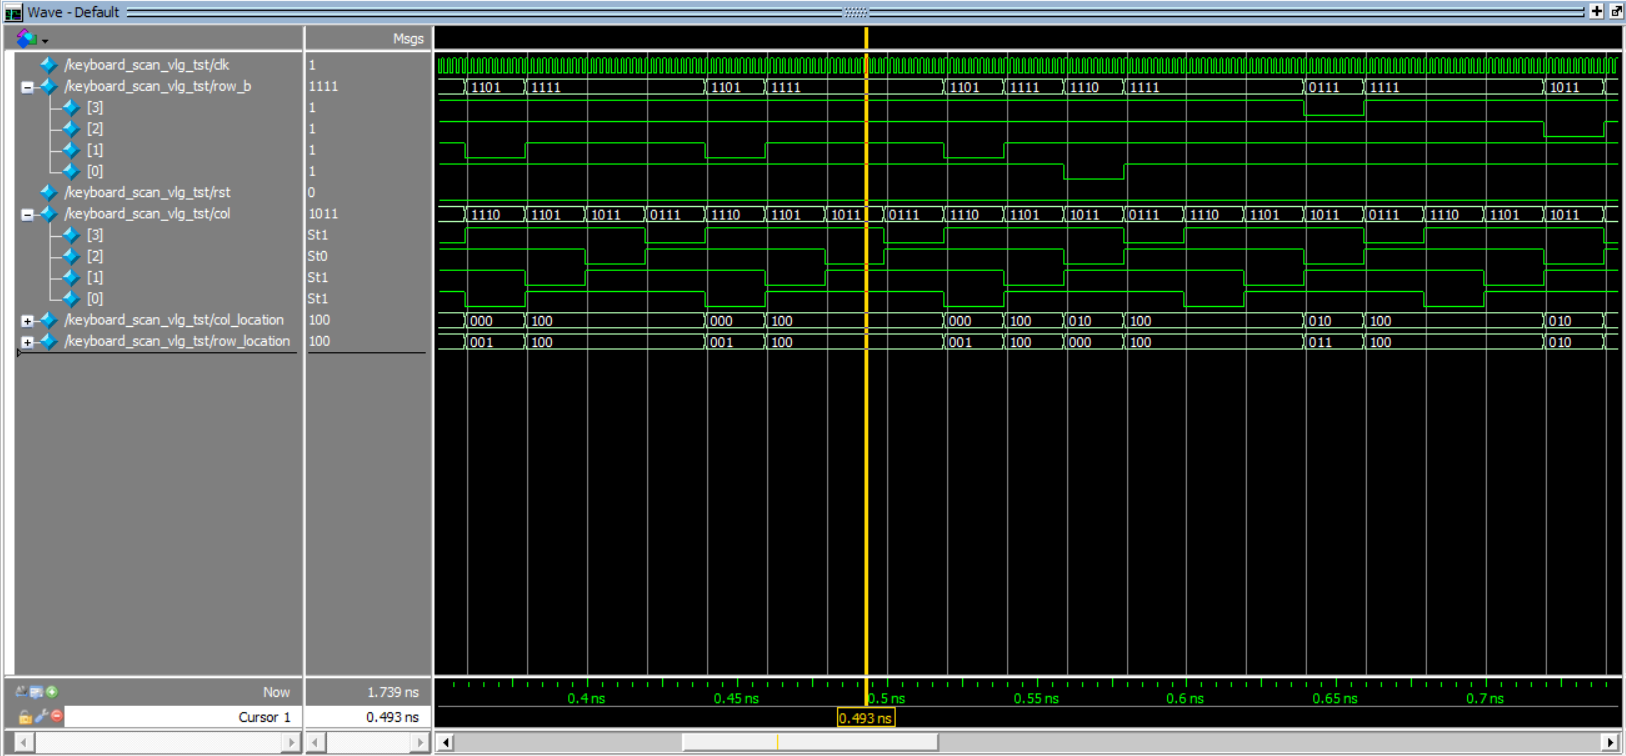 Wave - Default
Msgs
/keyboard_scan_vlg_tst/clk 1
/keyboard_scan_vlg_tst/row_b 1111 1101 1111 1101 1111 1101 1111 1110 1111 0111 1111 1011
[3] 1
[2] 1
[1] 1
[0] 1
/keyboard_scan_vlg_tst/rst 0
/keyboard_scan_vlg_tst/col 1011 1110 1101 1011 0111 1110 1101 1011 0111 1110 1101 1011 0111 1110 1101 1011 0111 1110 1101 1011
[3] St1
[2] St0
[1] St1
[0] St1
/keyboard_scan_vlg_tst/col_location 100 000 100 000 100 000 100 010 100 010 100 010
/keyboard_scan_vlg_tst/row_location 100 001 100 001 100 001 100 000 100 011 100 010
Now 1.739 ns 0.4 ns 0.45 ns 0.5 ns 0.55 ns 0.6 ns 0.65 ns 0.7 ns
Cursor 1 0.493 ns 0.493 ns